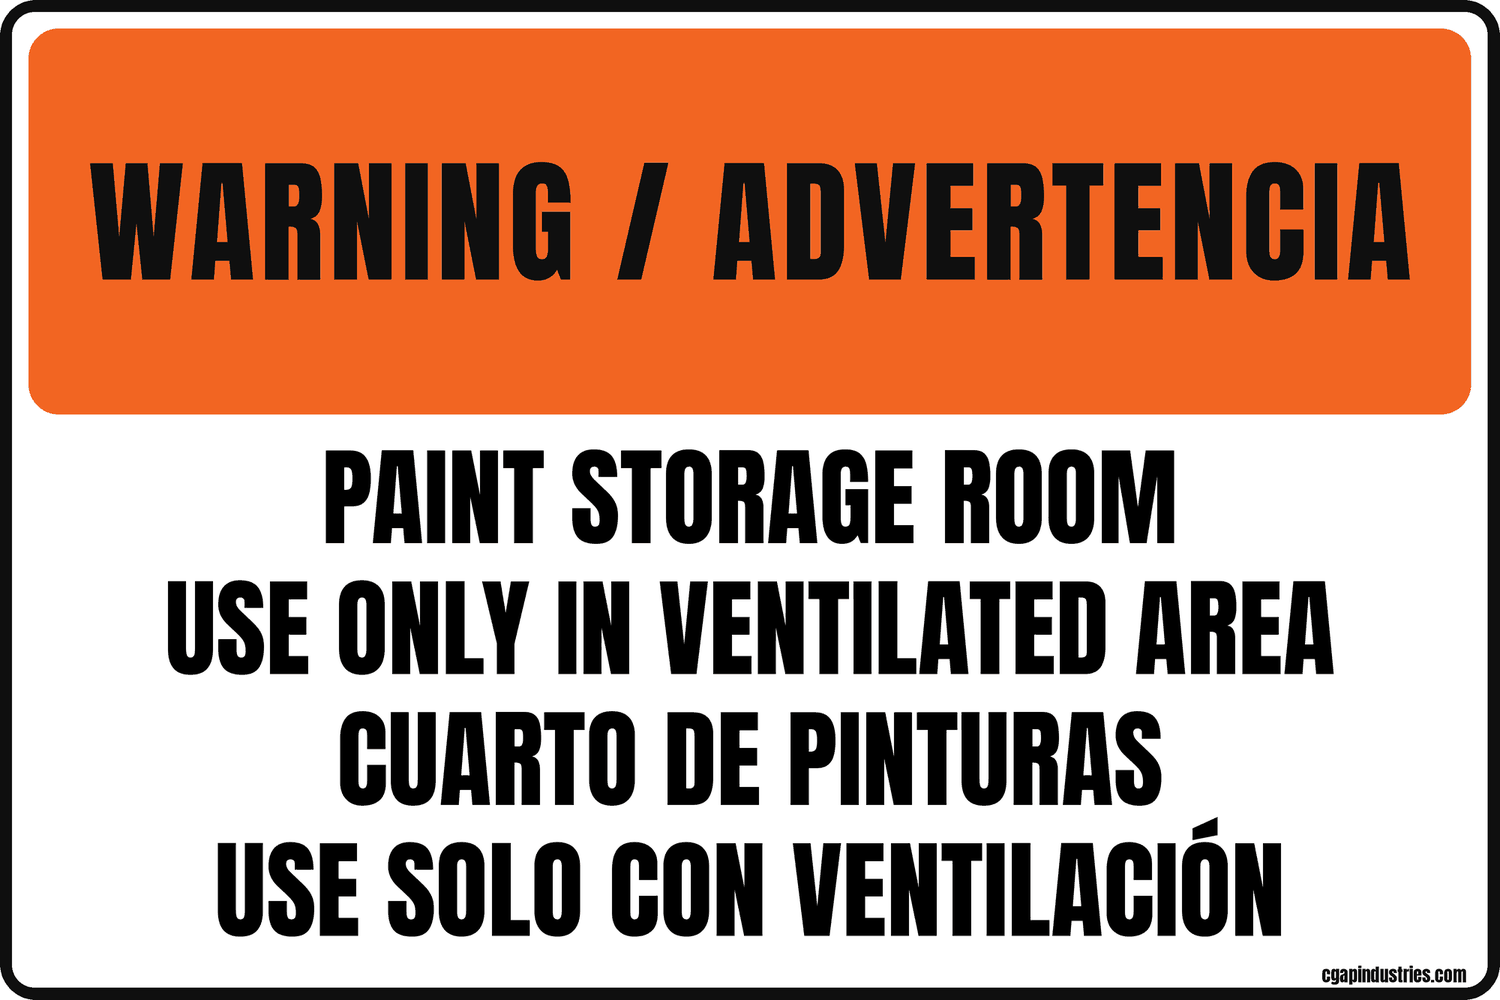 WARNING / ADVERTENCIA
PAINT STORAGE ROOM
USE ONLY IN VENTILATED AREA
CUARTO DE PINTURAS
USE SOLO CON VENTILACIÓN
cgapindustries.com